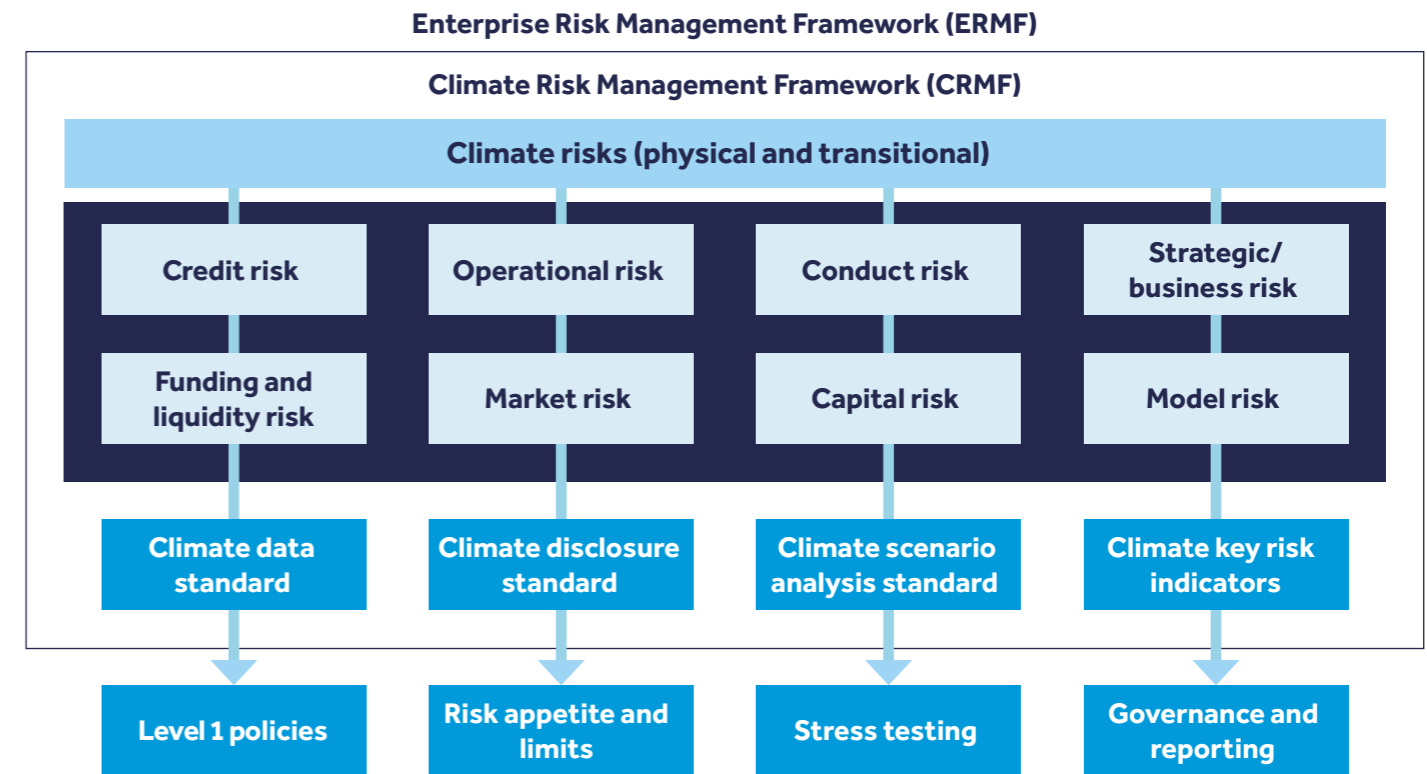 Enterprise Risk Management Framework (ERMF)
Climate Risk Management Framework (CRMF)
Climate risks (physical and transitional)
Credit risk
Operational risk
Conduct risk
Strategic/
business risk
Funding and
liquidity risk
Market risk
Capital risk
Model risk
Climate data
standard
Climate disclosure
standard
Climate scenario
analysis standard
Climate key risk
indicators
Level 1 policies
Risk appetite and
limits
Stress testing
Governance and
reporting